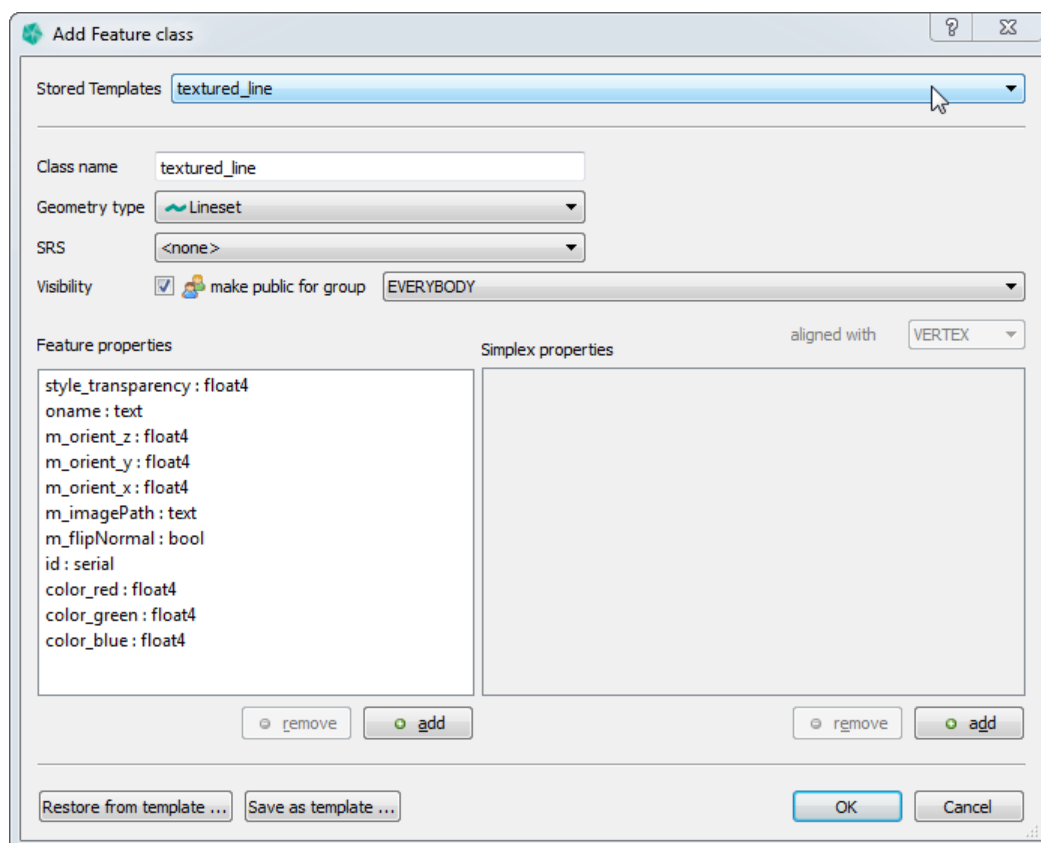 Add Feature class
Stored Templates textured_line
Class name textured_line
Geometry type Lineset
SRS <none>
Visibility make public for group EVERYBODY
aligned with VERTEX
Feature properties
Simplex properties
style_transparency : float4
oname : text
m_orient_z : float4
m_orient_y : float4
m_orient_x : float4
m_imagePath : text
m_flipNormal : bool
id : serial
color_red : float4
color_green : float4
color_blue : float4
remove add remove add
Restore from template ... Save as template ... OK Cancel